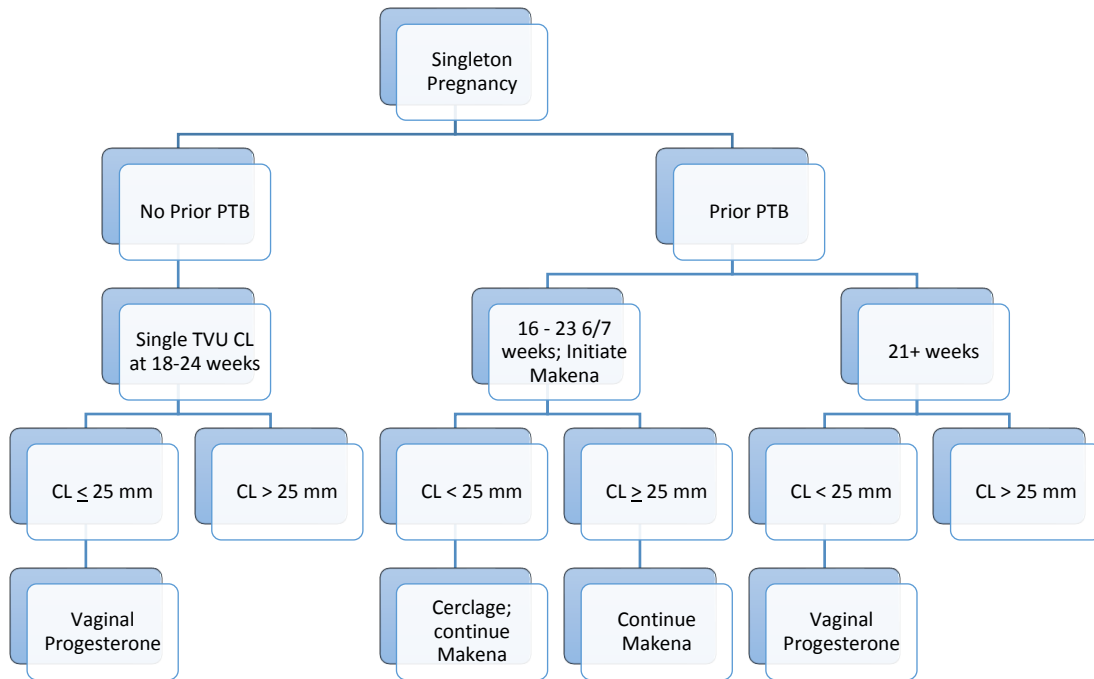 Singleton
Pregnancy
No Prior PTB
Prior PTB
Single TVU CL
at 18-24 weeks
16 - 23 6/7
weeks; Initiate
Makena
21+ weeks
CL ≤ 25 mm
CL > 25 mm
CL < 25 mm
CL ≥ 25 mm
CL < 25 mm
CL > 25 mm
Vaginal
Progesterone
Cerclage;
continue
Makena
Continue
Makena
Vaginal
Progesterone